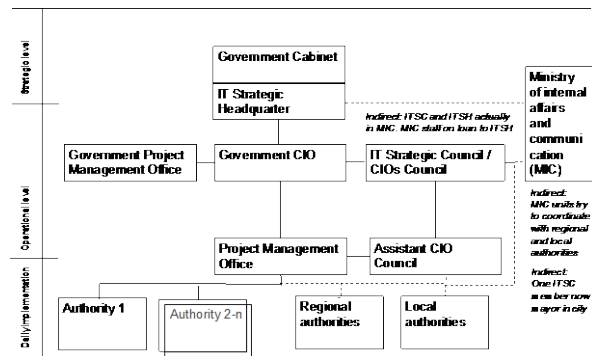 Strategic level
Government Cabinet
IT Strategic
Headquarter
Ministry
of internal
affairs
and
communi
cation
(MIC)
Indirect: ITSC and ITSH actually
in MIC. MIC staff on loan to ITSH
Operational level
Government Project
Management Office
Government CIO
IT Strategic Council /
CIOs Council
Indirect:
MIC units try
to coordinate
with regional
and local
authorities
Project Management
Office
Assistant CIO
Council
Indirect:
One ITSC
member now
mayor in city
Daily/implementation
Authority 1
Authority 2-n
Regional
authorities
Local
authorities